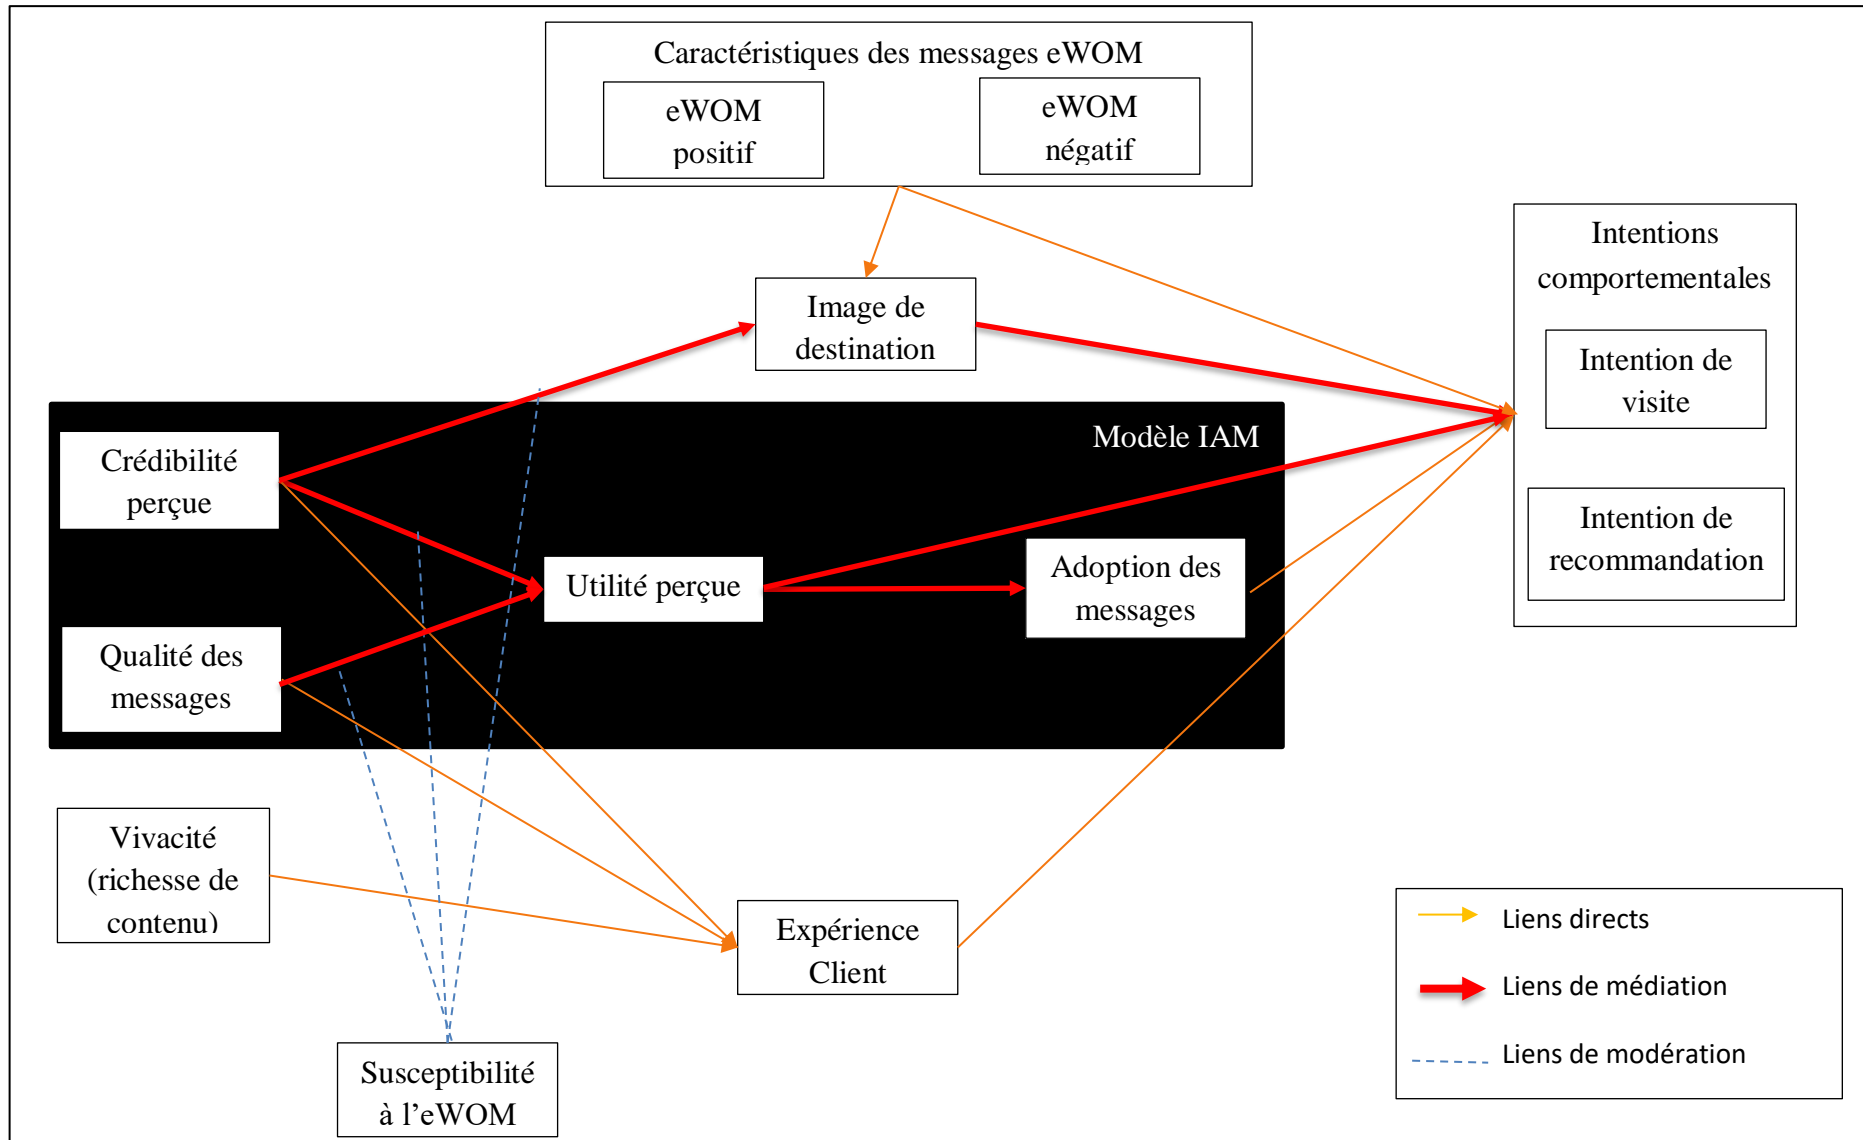 Caractéristiques des messages eWOM
eWOM
positif
eWOM
négatif
Intentions
comportementales
Intention de
visite
Intention de
recommandation
Image de
destination
Modèle IAM
Crédibilité
perçue
Utilité perçue
Adoption des
messages
Qualité des
messages
Vivacité
(richesse de
contenu)
Expérience
Client
Susceptibilité
à l’eWOM
Liens directs
Liens de médiation
Liens de modération